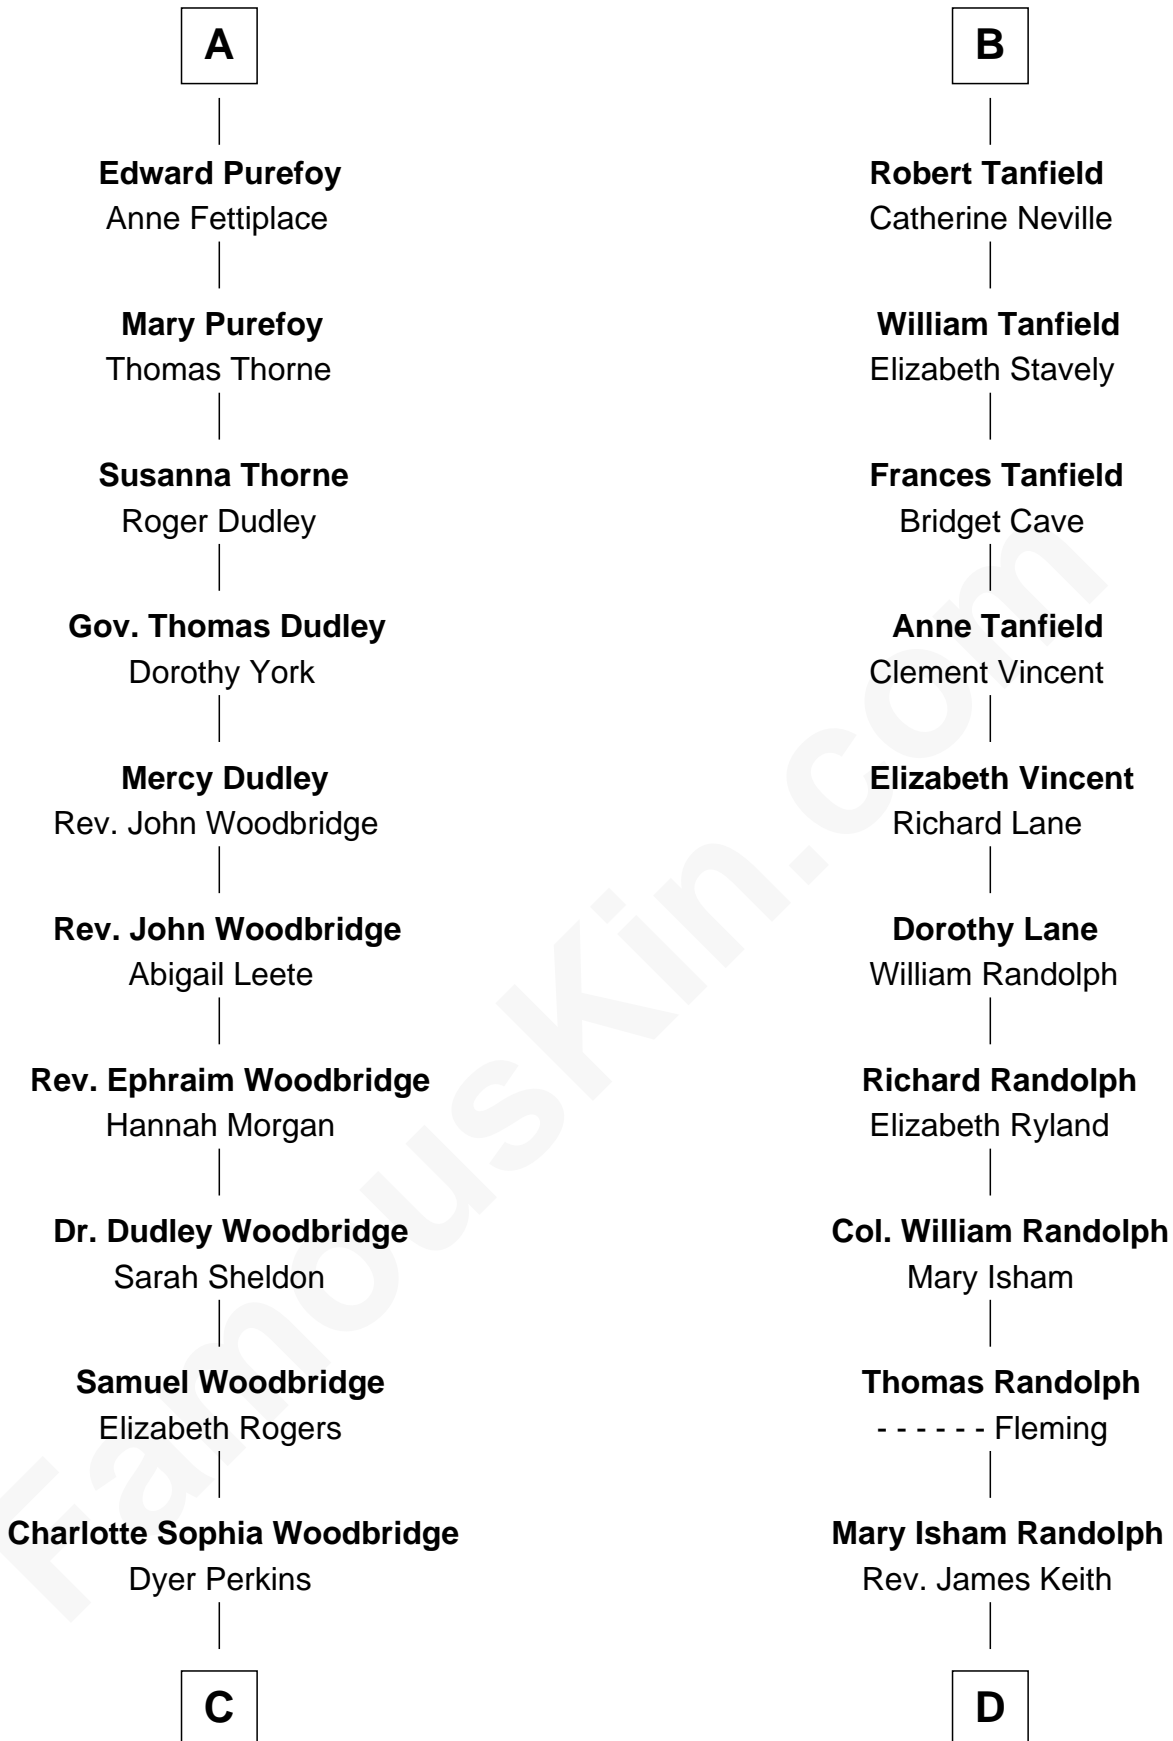 A
Edward Purefoy
Anne Fettiplace
Mary Purefoy
Thomas Thorne
Susanna Thorne
Roger Dudley
Gov. Thomas Dudley
Dorothy York
Mercy Dudley
Rev. John Woodbridge
Rev. John Woodbridge
Abigail Leete
Rev. Ephraim Woodbridge
Hannah Morgan
Dr. Dudley Woodbridge
Sarah Sheldon
Samuel Woodbridge
Elizabeth Rogers
Charlotte Sophia Woodbridge
Dyer Perkins
C
B
Robert Tanfield
Catherine Neville
William Tanfield
Elizabeth Stavely
Frances Tanfield
Bridget Cave
Anne Tanfield
Clement Vincent
Elizabeth Vincent
Richard Lane
Dorothy Lane
William Randolph
Richard Randolph
Elizabeth Ryland
Col. William Randolph
Mary Isham
Thomas Randolph
- - - - - - Fleming
Mary Isham Randolph
Rev. James Keith
D
FamousKin.com